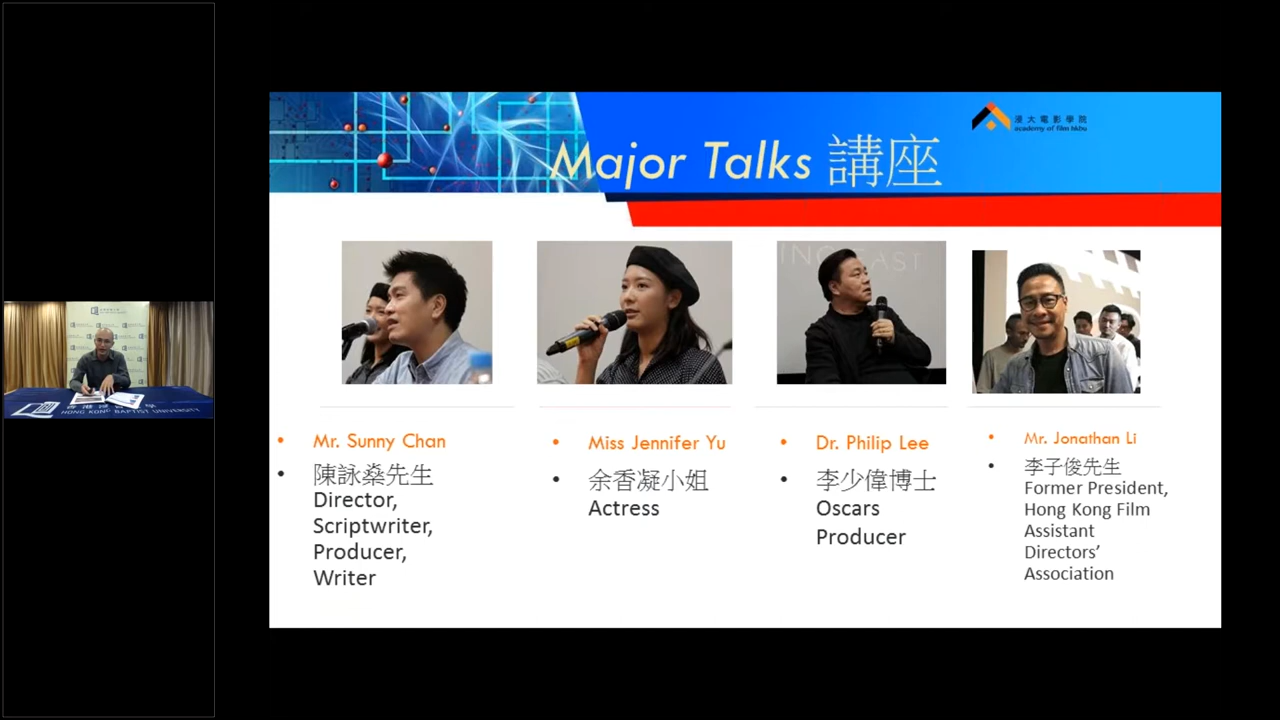 浸大電影學院
academy of film hkbu
Major Talks 講座
Mr. Sunny Chan
陳詠燊先生
Director,
Scriptwriter,
Producer,
Writer
Miss Jennifer Yu
余香凝小姐
Actress
Dr. Philip Lee
李少偉博士
Oscars
Producer
Mr. Jonathan Li
李子俊先生
Former President,
Hong Kong Film
Assistant
Directors’
Association
HONG KONG BAPTIST UNIVERSITY